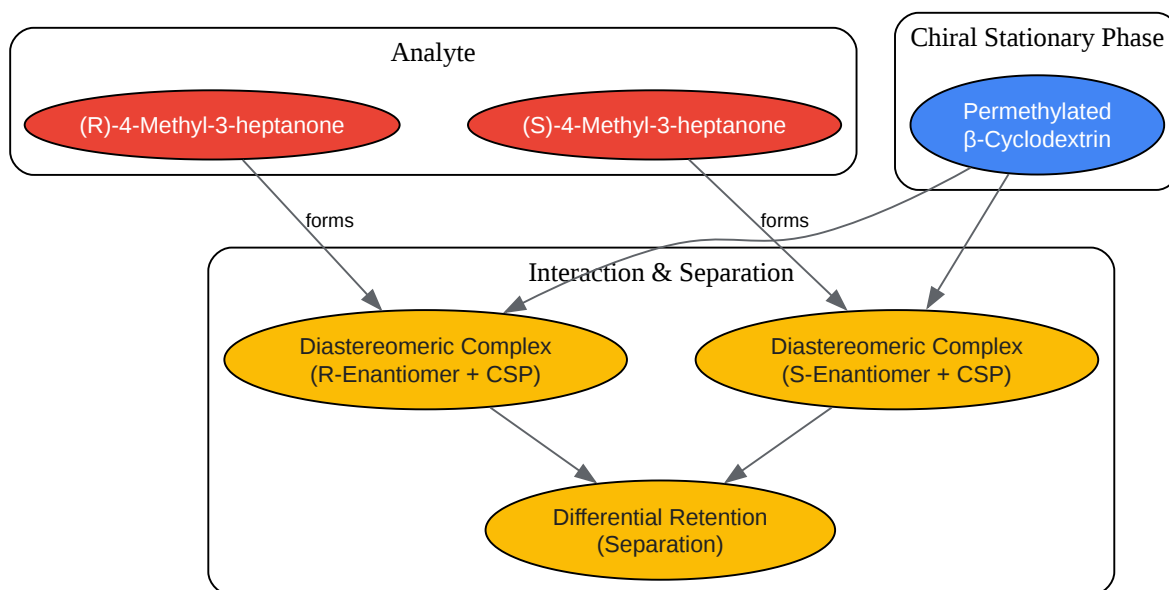 Analyte
Chiral Stationary Phase
(R)-4-Methyl-3-heptanone
(S)-4-Methyl-3-heptanone
Permethylated
β-Cyclodextrin
forms
forms
Interaction & Separation
Diastereomeric Complex
(R-Enantiomer + CSP)
Diastereomeric Complex
(S-Enantiomer + CSP)
Differential Retention
(Separation)